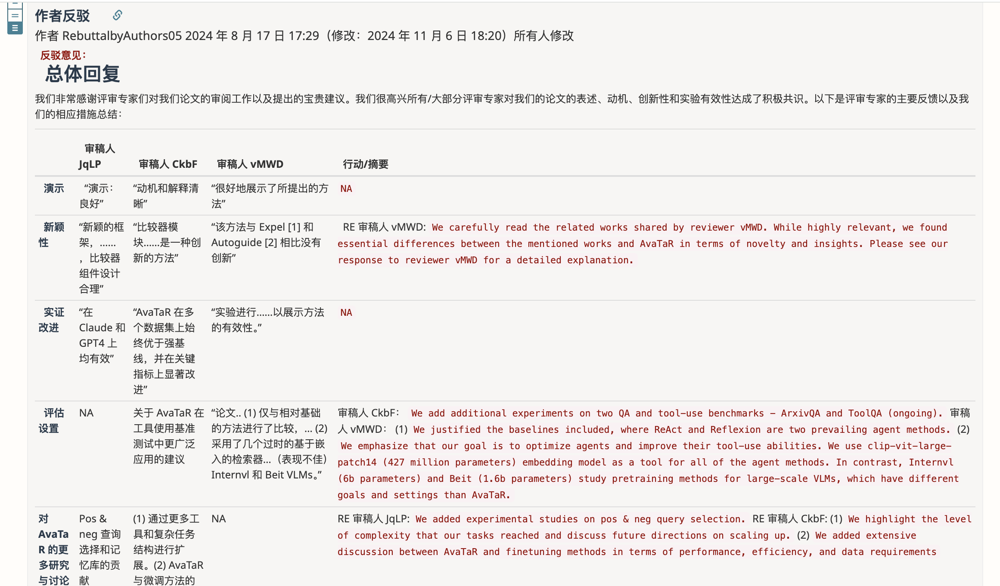 作者反驳
作者 RebuttalbyAuthors05 2024 年 8 月 17 日 17:29（修改：2024 年 11 月 6 日 18:20）所有人修改
反驳意见：
总体回复
我们非常感谢评审专家们对我们论文的审阅工作以及提出的宝贵建议。我们很高兴所有/大部分评审专家对我们的论文的表述、动机、创新性和实验有效性达成了积极共识。以下是评审专家的主要反馈以及我
们的相应措施总结：
审稿人
JqLP
审稿人 CkbF
审稿人 vMWD
行动/摘要
演示
“演示：
良好”
“动机和解释清
晰”
“很好地展示了所提出的方
法”
NA
新颖
性
“新颖的框
架，……
，比较器
组件设计
合理”
“比较器模
块……是一种创
新的方法”
“该方法与 Expel [1] 和
Autoguide [2] 相比没有
创新”
RE 审稿人 vMWD: We carefully read the related works shared by reviewer vMWD. While highly relevant, we found
essential differences between the mentioned works and AvaTaR in terms of novelty and insights. Please see our
response to reviewer vMWD for a detailed explanation.
实证
改进
“在
Claude 和
GPT4 上
均有效”
“AvaTaR 在多
个数据集上始
终优于强基
线，并在关键
指标上显著改
进”
“实验进行……以展示方法
的有效性。”
NA
评估
设置
NA
关于 AvaTaR 在
工具使用基准
测试中更广泛
应用的建议
“论文.. (1) 仅与相对基础
的方法进行了比较，... (2)
采用了几个过时的基于嵌
入的检索器...（表现不佳）
Internvl 和 Beit VLMs。”
审稿人 CkbF： We add additional experiments on two QA and tool-use benchmarks - ArxivQA and ToolQA (ongoing). 审稿
人 vMWD： (1) We justified the baselines included, where ReAct and Reflexion are two prevailing agent methods. (2)
We emphasize that our goal is to optimize agents and improve their tool-use abilities. We use clip-vit-large-
patch14 (427 million parameters) embedding model as a tool for all of the agent methods. In contrast, Internvl
(6b parameters) and Beit (1.6b parameters) study pretraining methods for large-scale VLMs, which have different
goals and settings than AvaTaR.
对
AvaTa
R 的更
多研究
与讨论
Pos &
neg 查询
选择和记
忆库的贡
献
(1) 通过更多工
具和复杂任务
结构进行扩
展。(2) AvaTaR
与微调方法的
NA
RE 审稿人 JqLP: We added experimental studies on pos & neg query selection. RE 审稿人 CkbF: (1) We highlight the level
of complexity that our tasks reached and discuss future directions on scaling up. (2) We added extensive
discussion between AvaTaR and finetuning methods in terms of performance, efficiency, and data requirements